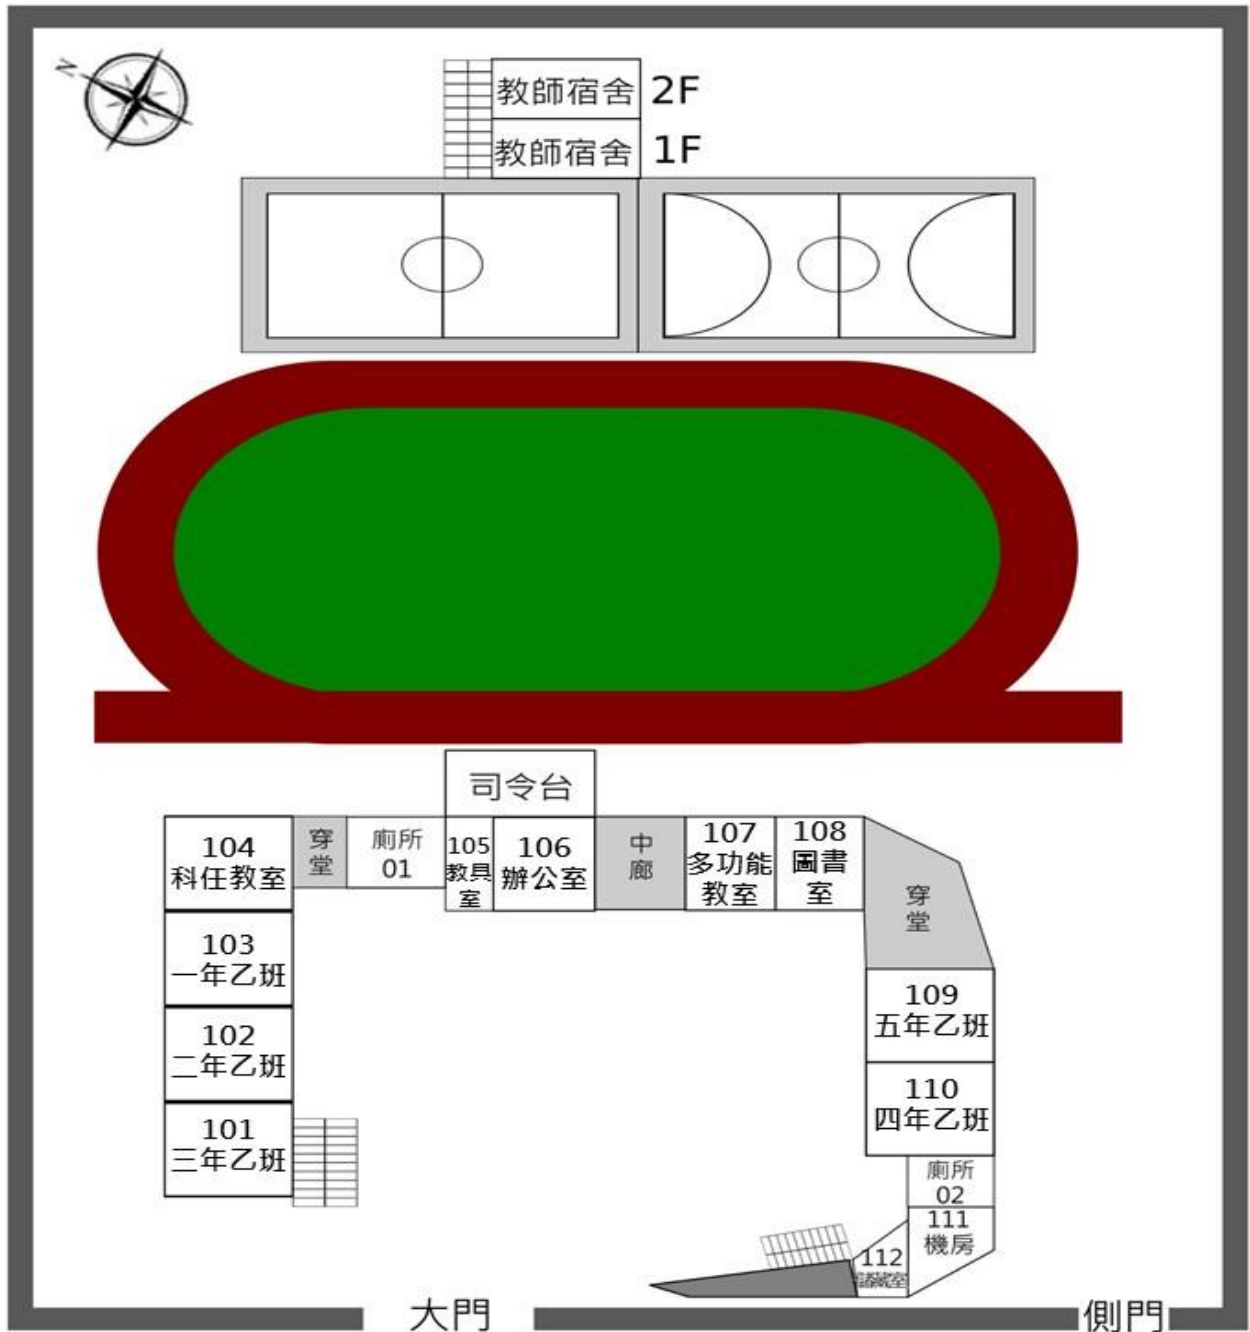 N
教師宿舍 2F
教師宿舍 1F
司令台
104
科任教室
穿
堂
廁所
01
105
教具
室
106
辦公室
中
廊
107
多功能
教室
108
圖書
室
穿
堂
103
一年乙班
102
二年乙班
101
三年乙班
109
五年乙班
110
四年乙班
廁所
02
111
機房
112
儲藏室
大門
側門